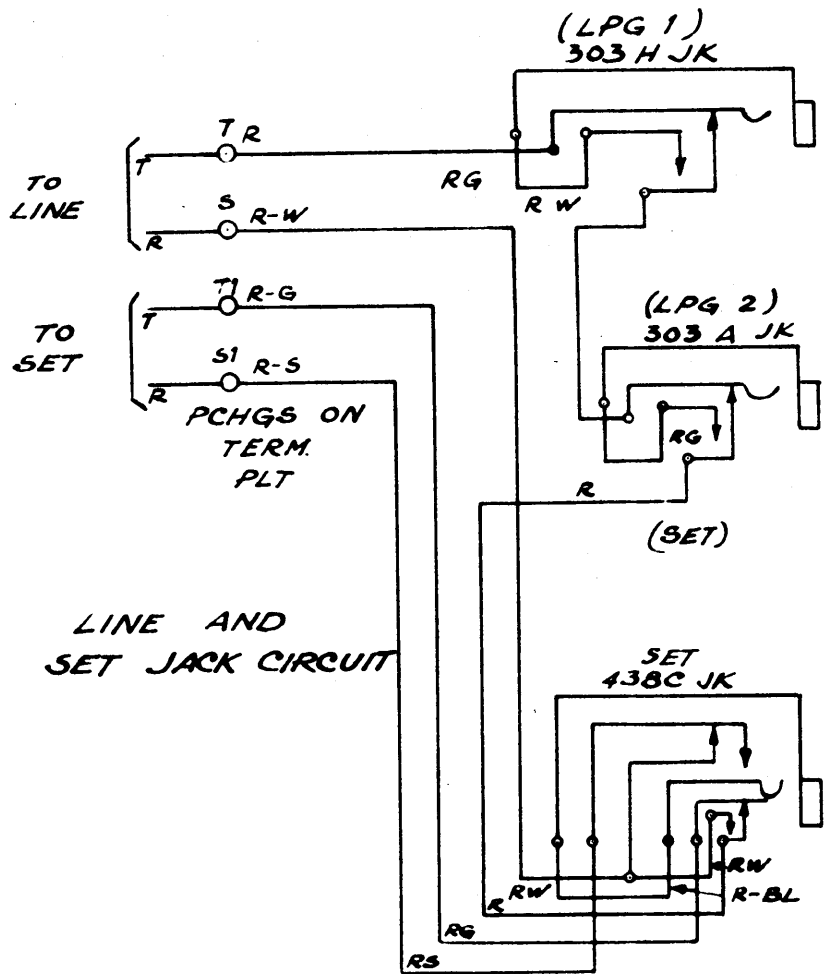 (LPG 1)
303 H JK
T R
T
RG
R W
TO
LINE
S R-W
R
T1 R-G
T
TO
SET
S1 R-S
R
PCHGS ON
TERM.
PLT
(LPG 2)
303 A JK
RG
R
(SET)
LINE AND
SET JACK CIRCUIT
SET
438C JK
RW
RW
R-BL
R
RG
RS